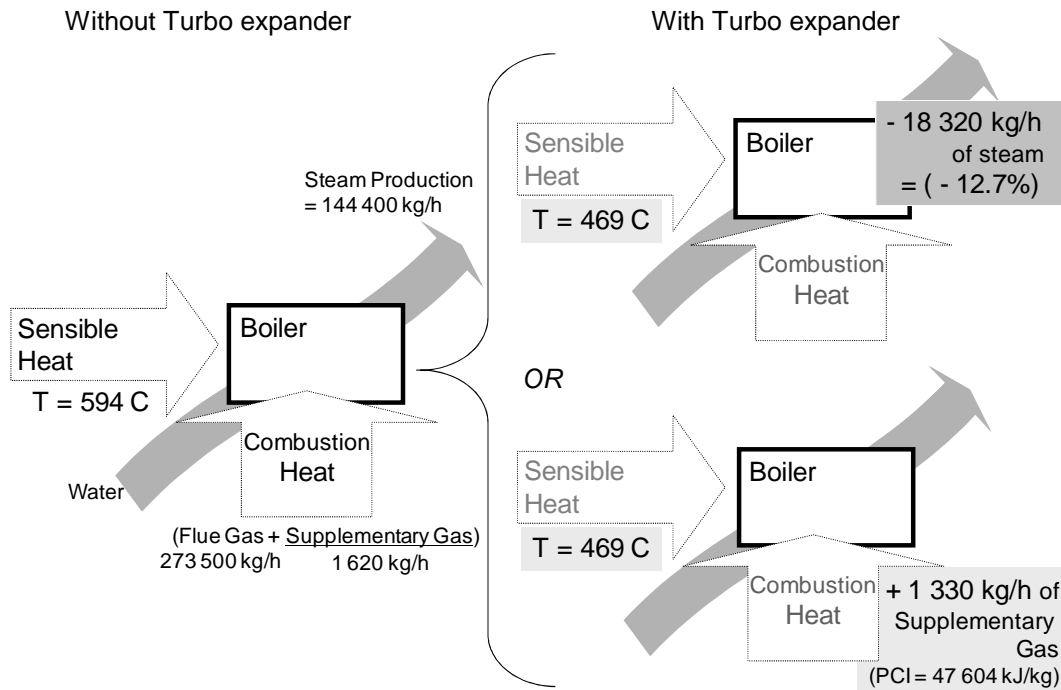 Without Turbo expander
With Turbo expander
Steam Production
= 144 400 kg/h
Sensible
Heat
T = 594 C
Boiler
Water
Combustion
Heat
(Flue Gas + Supplementary Gas)
273 500 kg/h 1 620 kg/h
Sensible
Heat
T = 469 C
Boiler
- 18 320 kg/h
of steam
= ( - 12.7%)
Combustion
Heat
OR
Sensible
Heat
T = 469 C
Boiler
Combustion
Heat
+ 1 330 kg/h of
Supplementary
Gas
(PCI = 47 604 kJ/kg)